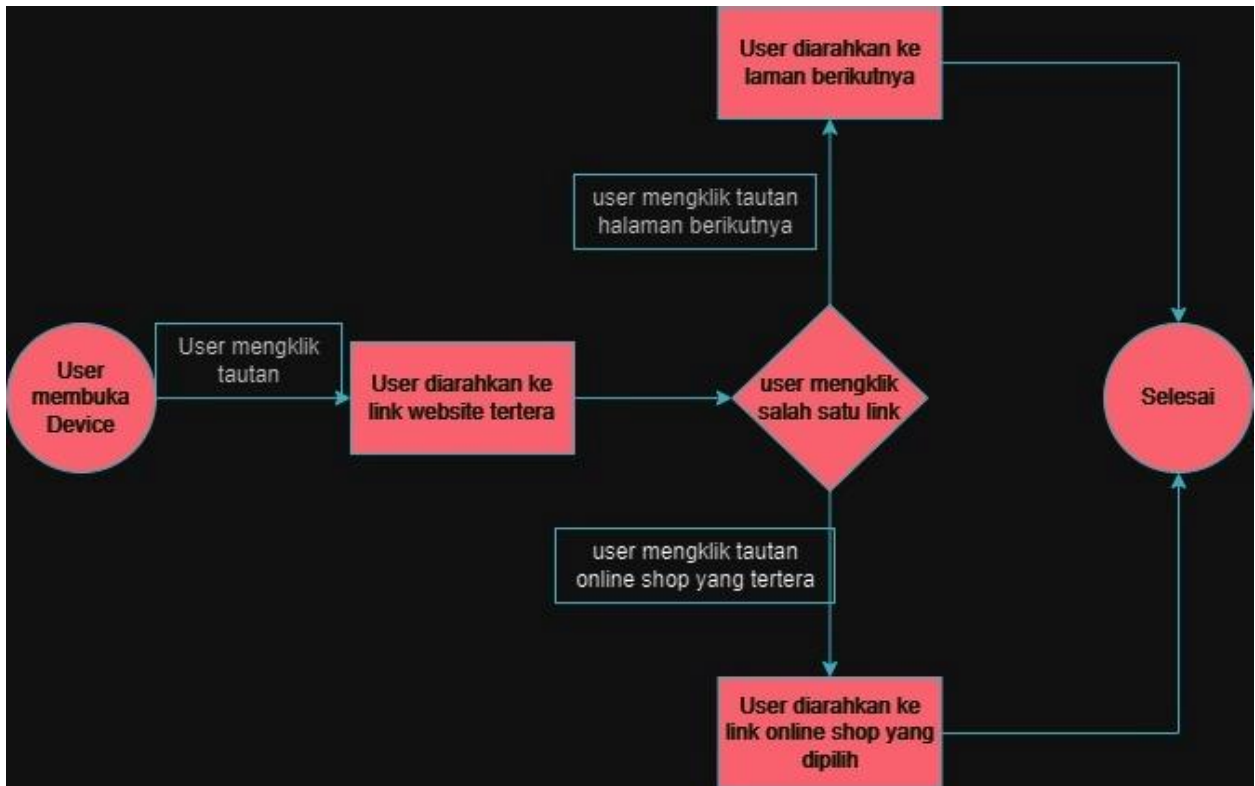 User diarahkan ke
laman berikutnya
user mengklik tautan
halaman berikutnya
User mengklik
tautan
User
membuka
Device
User diarahkan ke
link website tertera
user mengklik
salah satu link
Selesai
user mengklik tautan
online shop yang tertera
User diarahkan ke
link online shop yang
dipilih